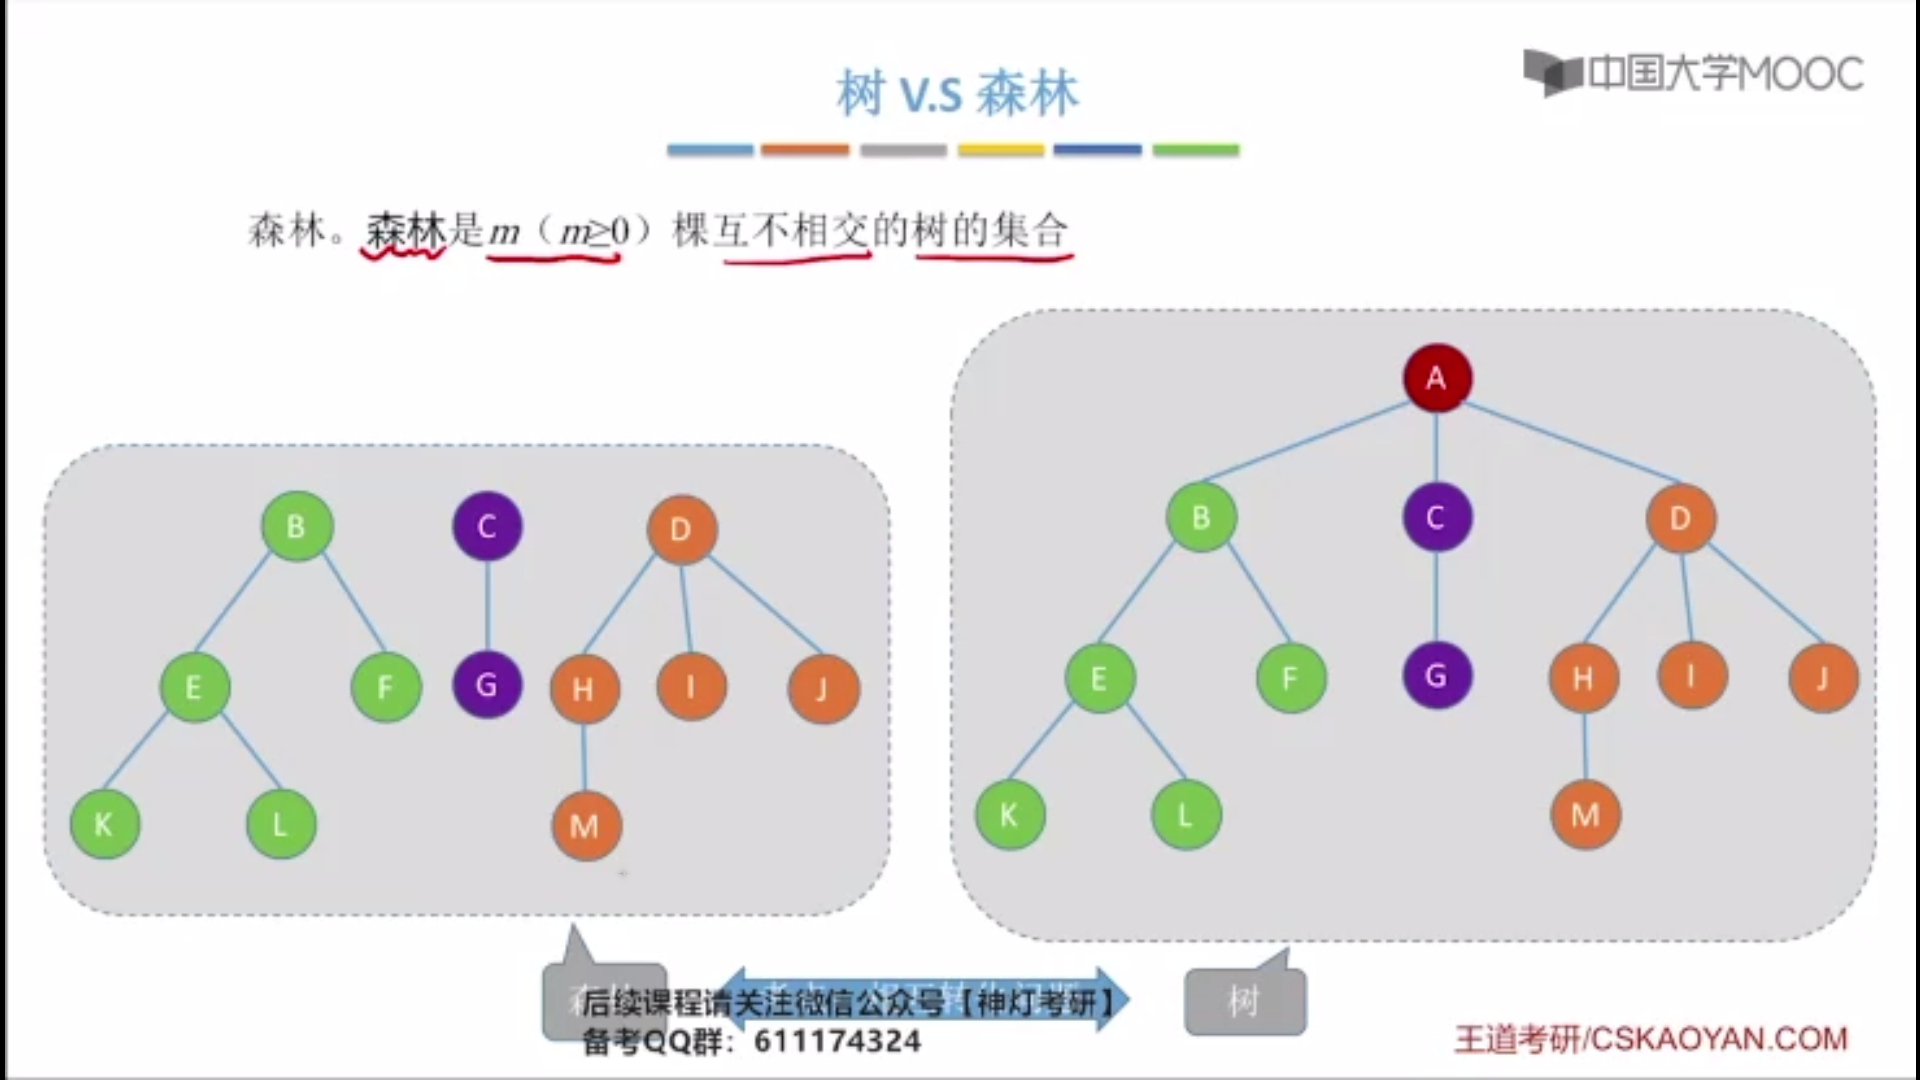 中国大学MOOC
树 V.S 森林
森林。森林是m（m≥0）棵互不相交的树的集合
A
B C D
B C D
E F G H I J
E F G H I J
K L M
K L M
后续课程请关注微信公众号【神灯考研】
树
备考QQ群：611174324
王道考研/CSKAOYAN.COM